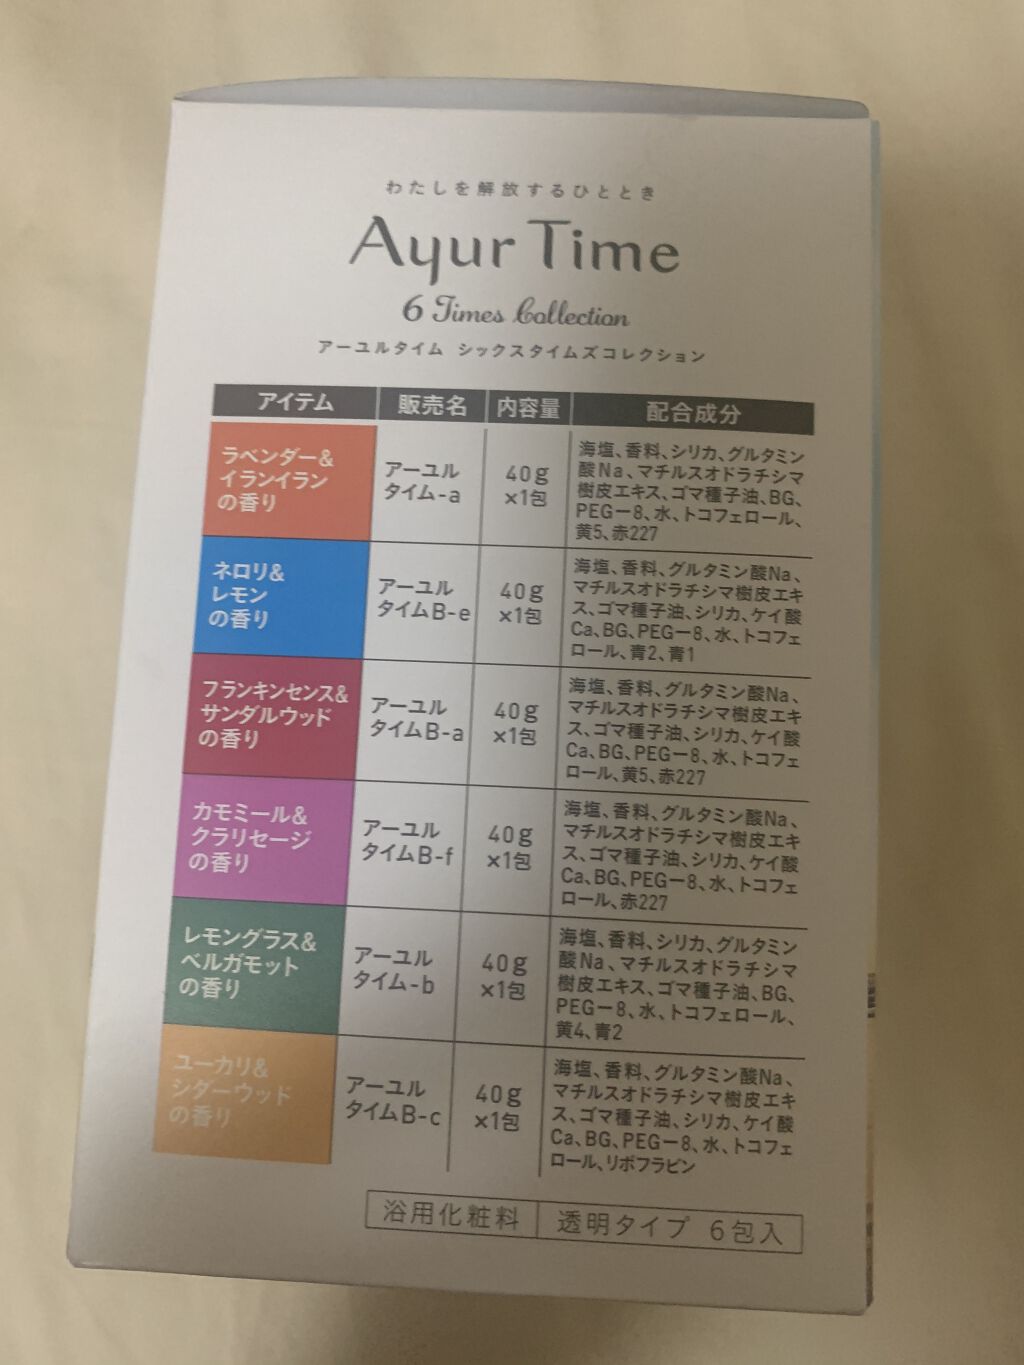 わたしを解放するひととき
Ayur Time
6 Times Collection
アーユルタイム シックスタイムズコレクション
アイテム 販売名 内容量 配合成分
ラベンダー&
イランイラン
の香り
アーユル
タイム-a
40g
×1包
海塩、香料、シリカ、グルタミン
酸Na、マチルスオドラチシマ
樹皮エキス、ゴマ種子油、BG、
PEGー8、水、トコフェロール、
黄5、赤227
ネロリ&
レモン
の香り
アーユル
タイムB-e
40g
×1包
海塩、香料、グルタミン酸Na、
マチルスオドラチシマ樹皮エキ
ス、ゴマ種子油、シリカ、ケイ酸
Ca、BG、PEGー8、水、トコフェ
ロール、青2、青1
フランキンセンス&
サンダルウッド
の香り
アーユル
タイムB-a
40g
×1包
海塩、香料、グルタミン酸Na、
マチルスオドラチシマ樹皮エキ
ス、ゴマ種子油、シリカ、ケイ酸
Ca、BG、PEGー8、水、トコフェ
ロール、黄5、赤227
カモミール&
クラリセージ
の香り
アーユル
タイムB-f
40g
×1包
海塩、香料、グルタミン酸Na、
マチルスオドラチシマ樹皮エキ
ス、ゴマ種子油、シリカ、ケイ酸
Ca、BG、PEGー8、水、トコフェ
ロール、赤227
レモングラス&
ベルガモット
の香り
アーユル
タイム-b
40g
×1包
海塩、香料、シリカ、グルタミン
酸Na、マチルスオドラチシマ
樹皮エキス、ゴマ種子油、BG、
PEGー8、水、トコフェロール、
黄4、青2
ユーカリ&
シダーウッド
の香り
アーユル
タイムB-c
40g
×1包
海塩、香料、グルタミン酸Na、
マチルスオドラチシマ樹皮エキ
ス、ゴマ種子油、シリカ、ケイ酸
Ca、BG、PEGー8、水、トコフェ
ロール、リボフラビン
浴用化粧料 透明タイプ 6包入